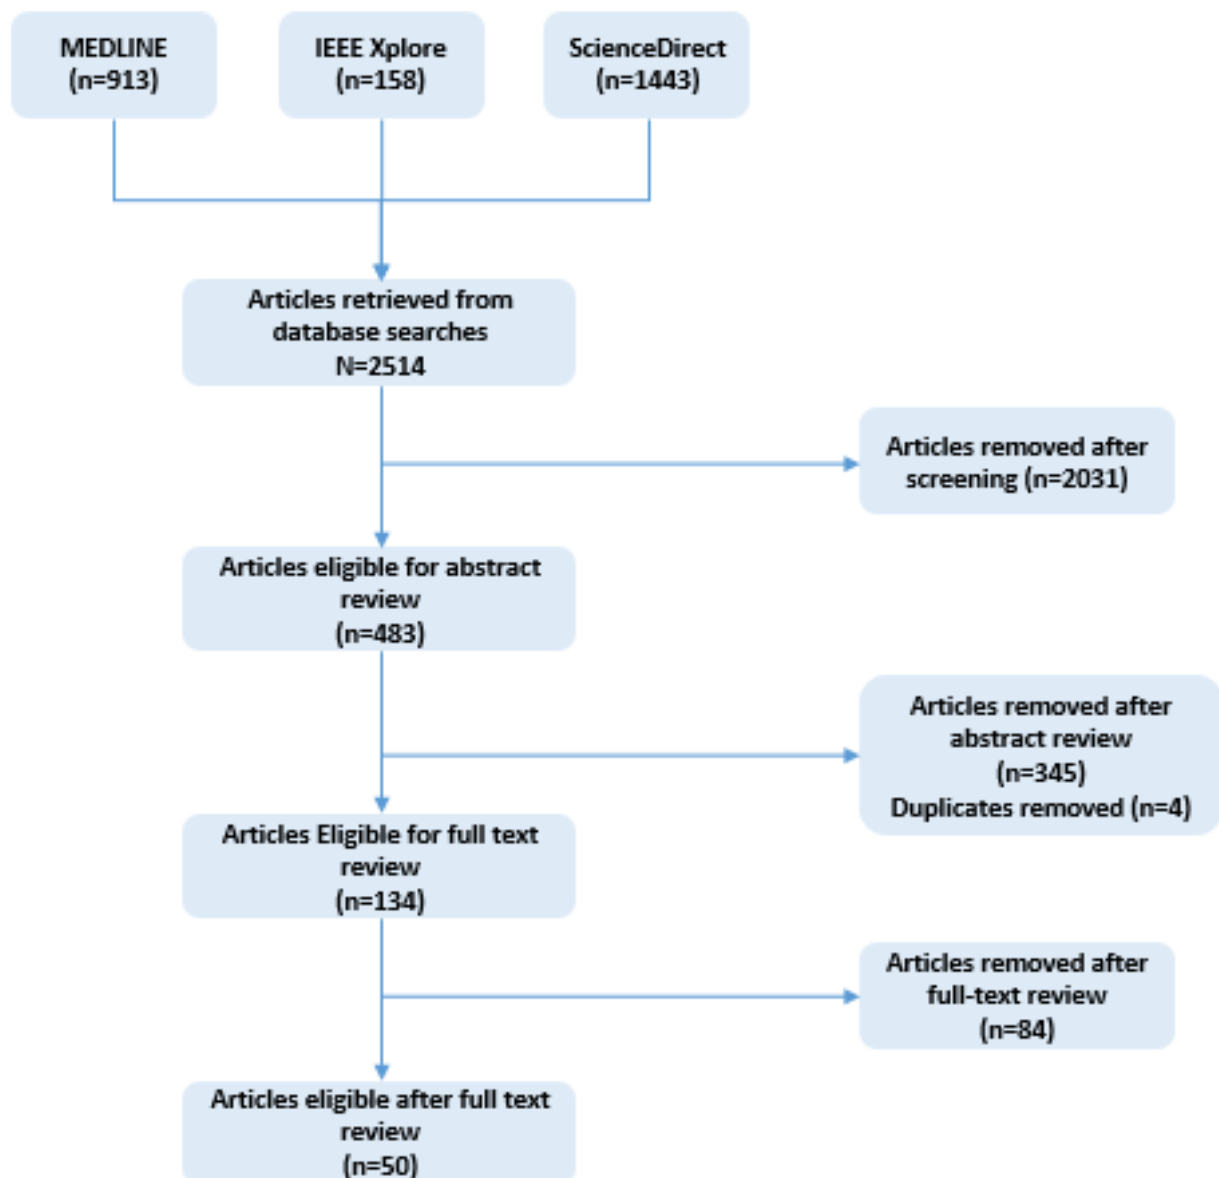 MEDLINE
(n=913)
IEEE Xplore
(n=158)
ScienceDirect
(n=1443)
Articles retrieved from
database searches
N=2514
Articles removed after
screening (n=2031)
Articles eligible for abstract
review
(n=483)
Articles removed after
abstract review
(n=345)
Duplicates removed (n=4)
Articles Eligible for full text
review
(n=134)
Articles removed after
full-text review
(n=84)
Articles eligible after full text
review
(n=50)